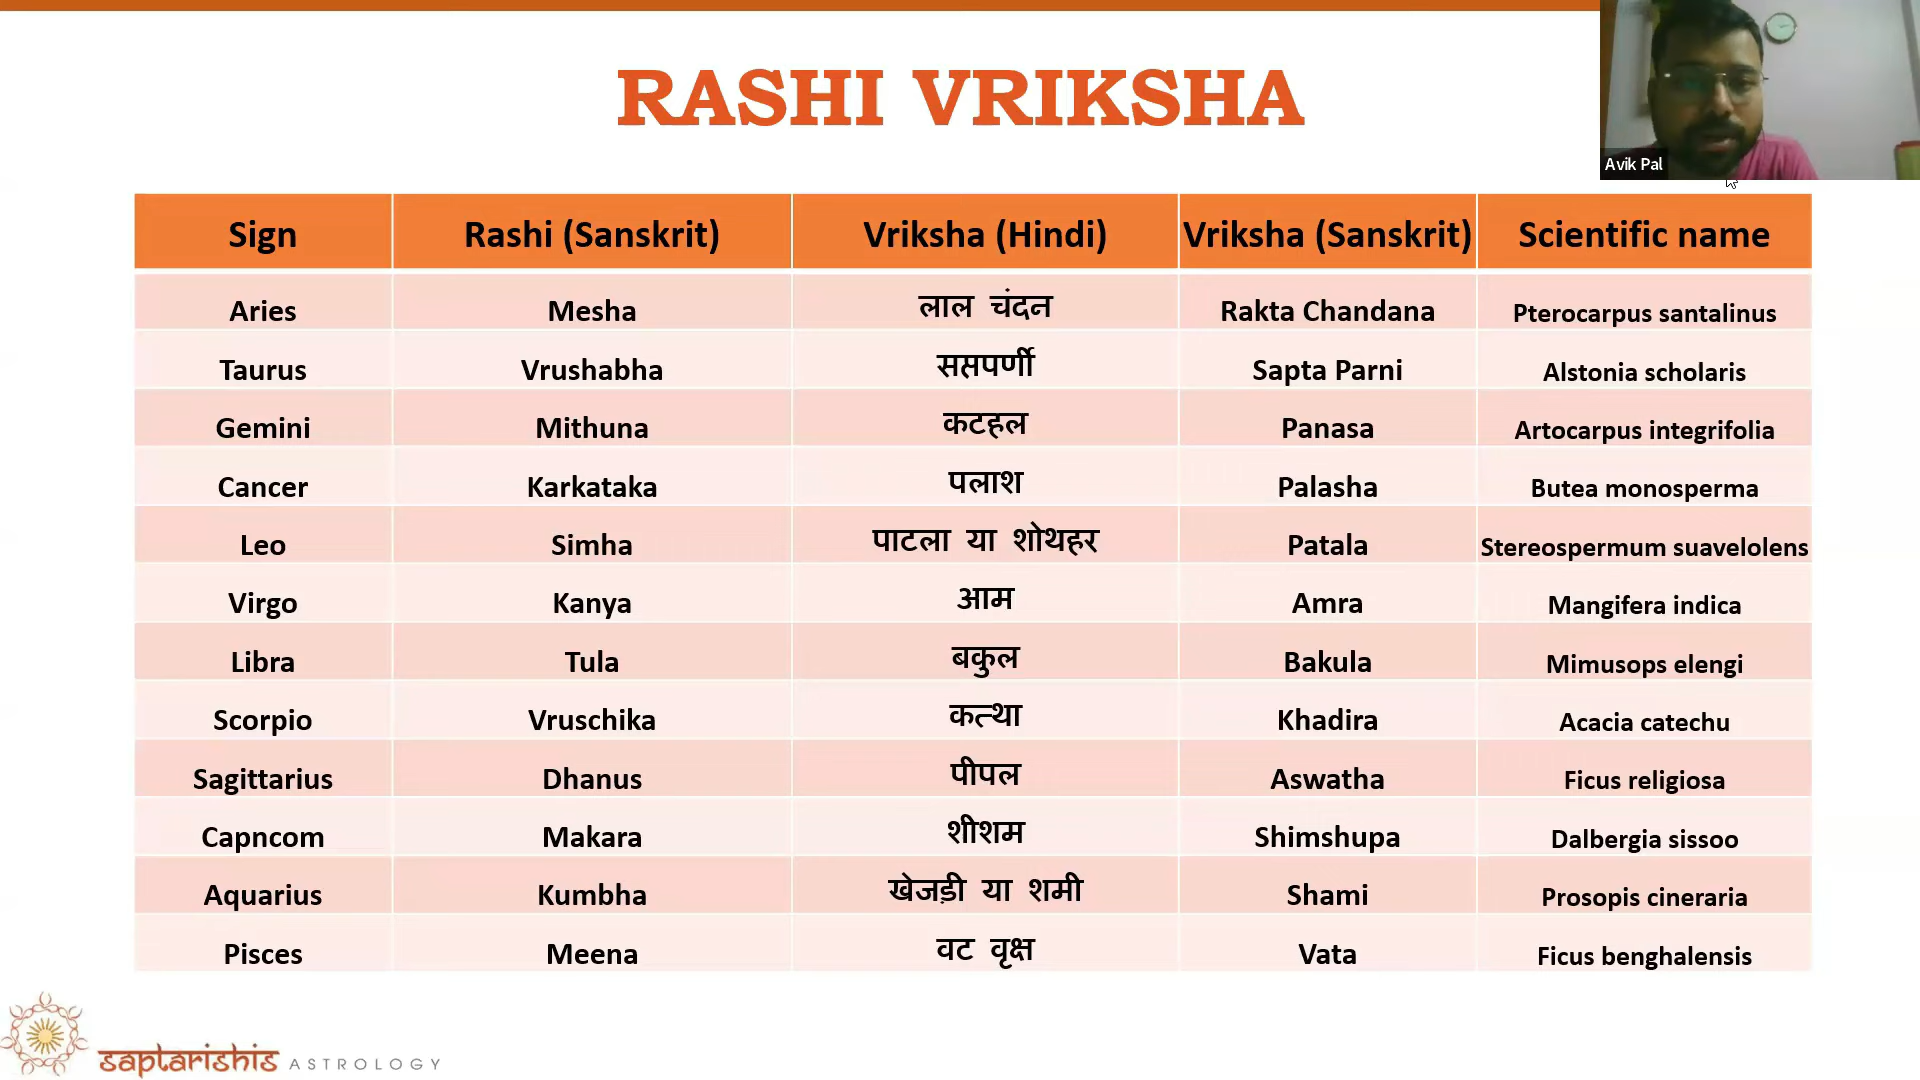 RASHI VRIKSHA
Avik Pal
Sign Rashi (Sanskrit) Vriksha (Hindi) Vriksha (Sanskrit) Scientific name
Aries Mesha लाल चंदन Rakta Chandana Pterocarpus santalinus
Taurus Vrushabha सप्तपर्णी Sapta Parni Alstonia scholaris
Gemini Mithuna कटहल Panasa Artocarpus integrifolia
Cancer Karkataka पलाश Palasha Butea monosperma
Leo Simha पाटला या शोथहर Patala Stereospermum suavelolens
Virgo Kanya आम Amra Mangifera indica
Libra Tula बकुल Bakula Mimusops elengi
Scorpio Vruschika कत्था Khadira Acacia catechu
Sagittarius Dhanus पीपल Aswatha Ficus religiosa
Capncom Makara शीशम Shimshupa Dalbergia sissoo
Aquarius Kumbha खेजड़ी या शमी Shami Prosopis cineraria
Pisces Meena वट वृक्ष Vata Ficus benghalensis
saptarishis ASTROLOGY